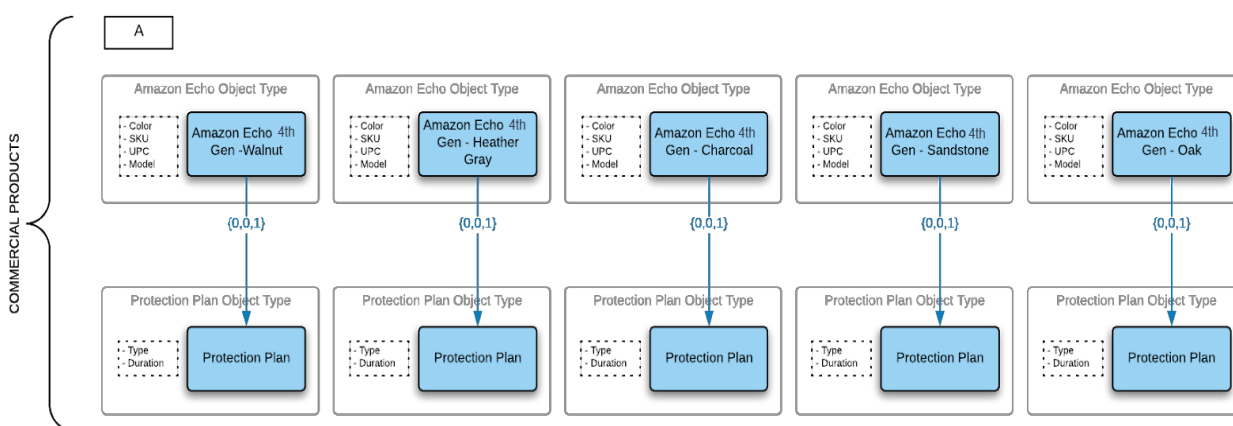 COMMERCIAL PRODUCTS
A
Amazon Echo Object Type
- Color
- SKU
- UPC
- Model
Amazon Echo 4th
Gen -Walnut
{0,0,1}
Protection Plan Object Type
- Type
- Duration
Protection Plan
Amazon Echo Object Type
- Color
- SKU
- UPC
- Model
Amazon Echo 4th
Gen - Heather
Gray
{0,0,1}
Protection Plan Object Type
- Type
- Duration
Protection Plan
Amazon Echo Object Type
- Color
- SKU
- UPC
- Model
Amazon Echo 4th
Gen - Charcoal
{0,0,1}
Protection Plan Object Type
- Type
- Duration
Protection Plan
Amazon Echo Object Type
- Color
- SKU
- UPC
- Model
Amazon Echo 4th
Gen - Sandstone
{0,0,1}
Protection Plan Object Type
- Type
- Duration
Protection Plan
Amazon Echo Object Type
- Color
- SKU
- UPC
- Model
Amazon Echo 4th
Gen - Oak
{0,0,1}
Protection Plan Object Type
- Type
- Duration
Protection Plan